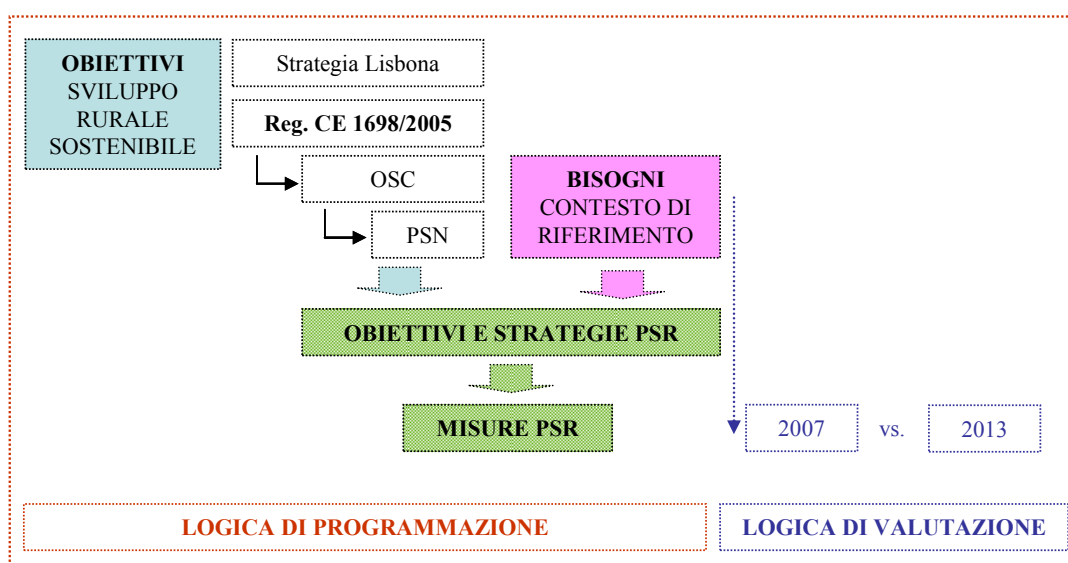 OBIETTIVI
SVILUPPO
RURALE
SOSTENIBILE
Strategia Lisbona
Reg. CE 1698/2005
OSC
PSN
BISOGNI
CONTESTO DI
RIFERIMENTO
OBIETTIVI E STRATEGIE PSR
MISURE PSR
2007 vs. 2013
LOGICA DI PROGRAMMAZIONE
LOGICA DI VALUTAZIONE